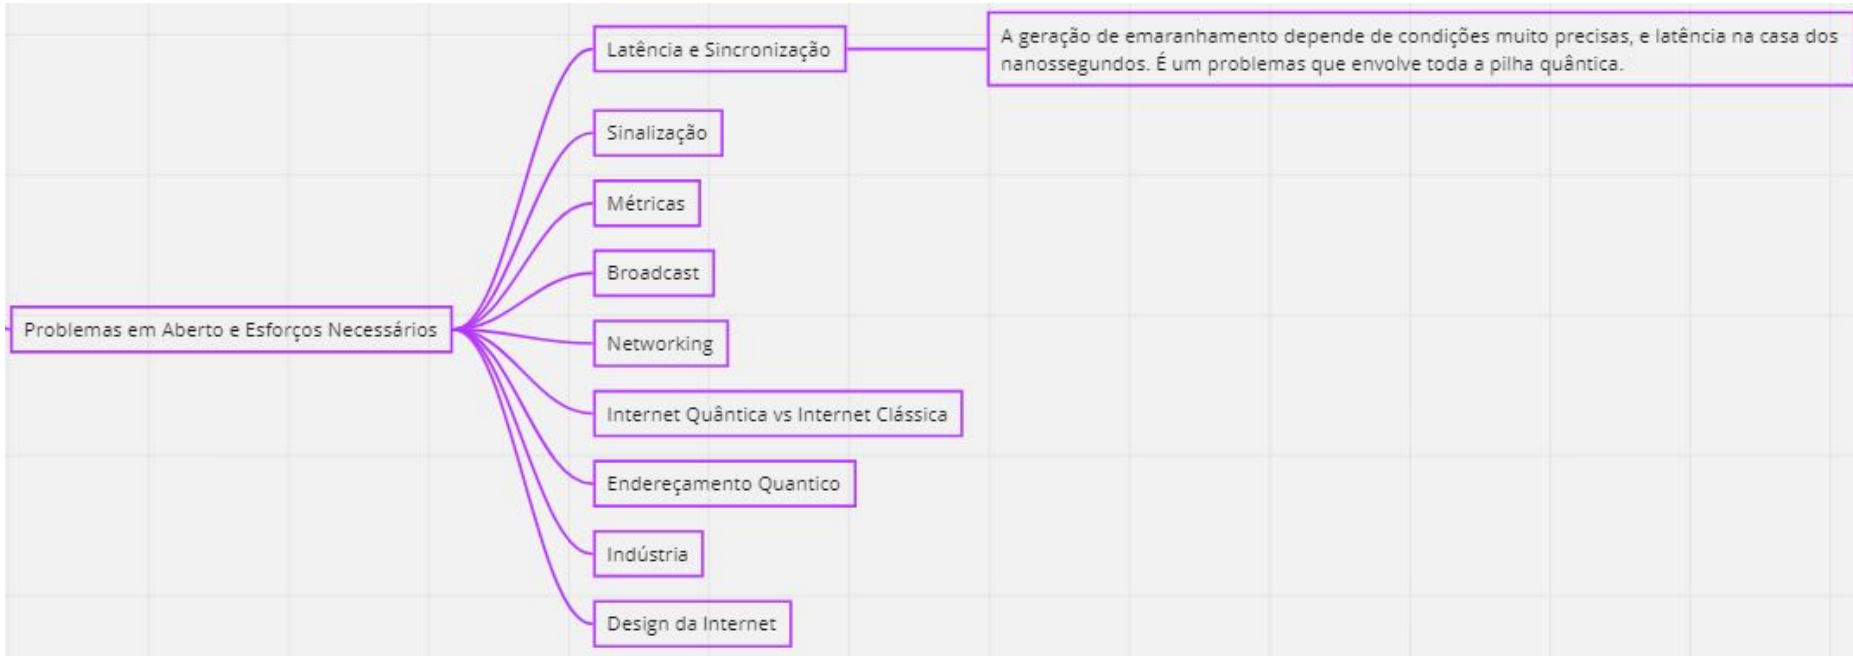 Latência e Sincronização
A geração de emaranhamento depende de condições muito precisas, e latência na casa dos
nanossegundos. É um problemas que envolve toda a pilha quântica.
Sinalização
Métricas
Broadcast
Problemas em Aberto e Esforços Necessários
Networking
Internet Quântica vs Internet Clássica
Endereçamento Quantico
Indústria
Design da Internet